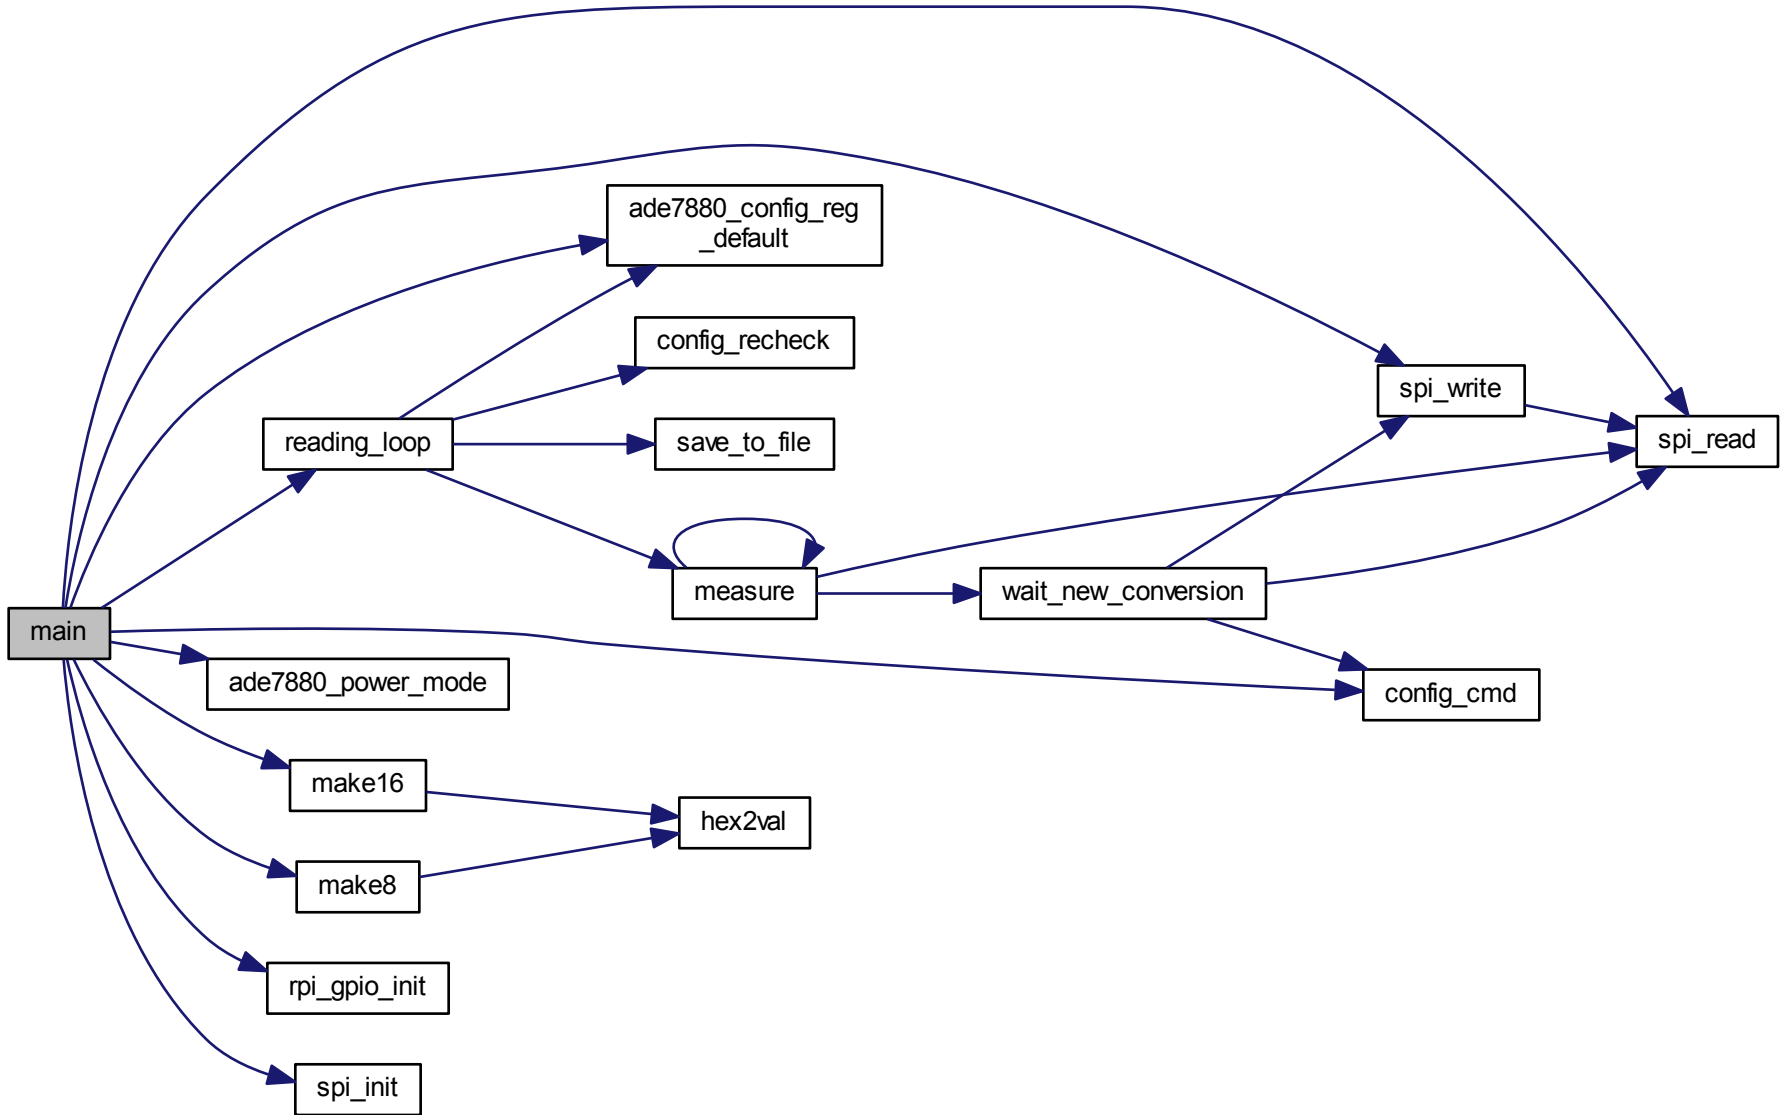 ade7880_config_reg
_default
config_recheck
spi_write
reading_loop
save_to_file
spi_read
measure
wait_new_conversion
main
ade7880_power_mode
config_cmd
make16
hex2val
make8
rpi_gpio_init
spi_init